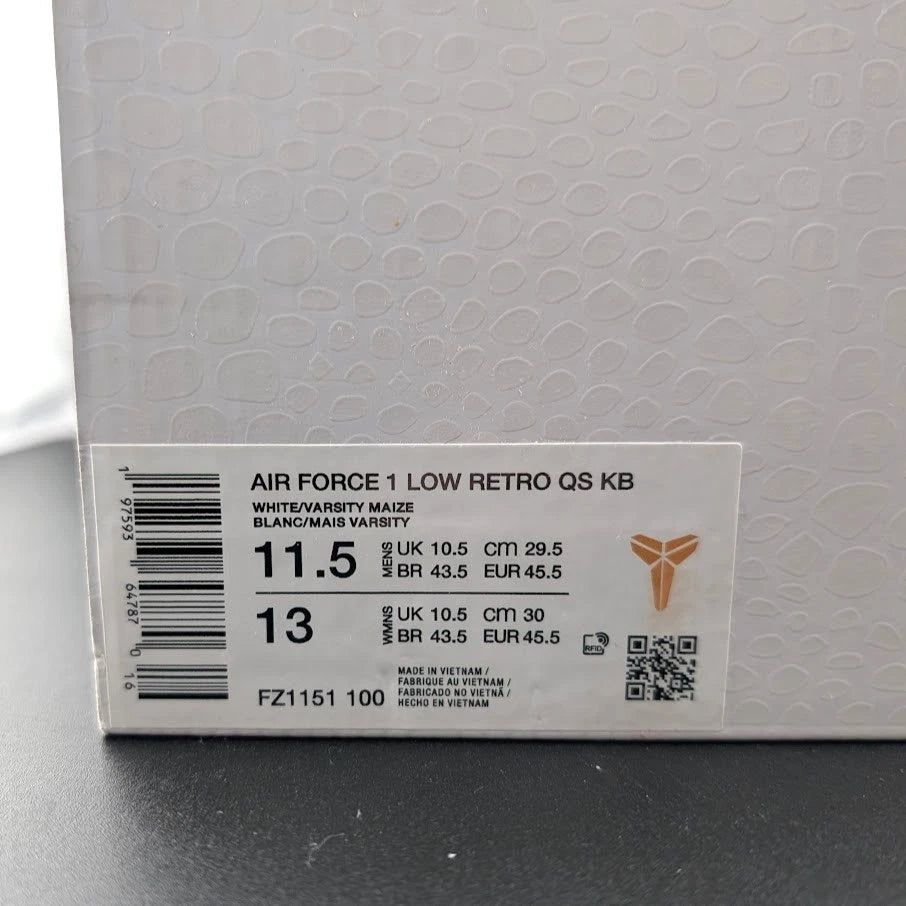 AIR FORCE 1 LOW RETRO QS KB
WHITE/VARSITY MAIZE
BLANC/MAIS VARSITY
11.5 MENS UK 10.5 cm 29.5
BR 43.5 EUR 45.5
13 WMNS UK 10.5 cm 30
BR 43.5 EUR 45.5
RFID
FZ1151 100
MADE IN VIETNAM /
FABRIQUE AU VIETNAM /
FABRICADO NO VIETNÃ /
HECHO EN VIETNAM
1 97593 64787 0 16